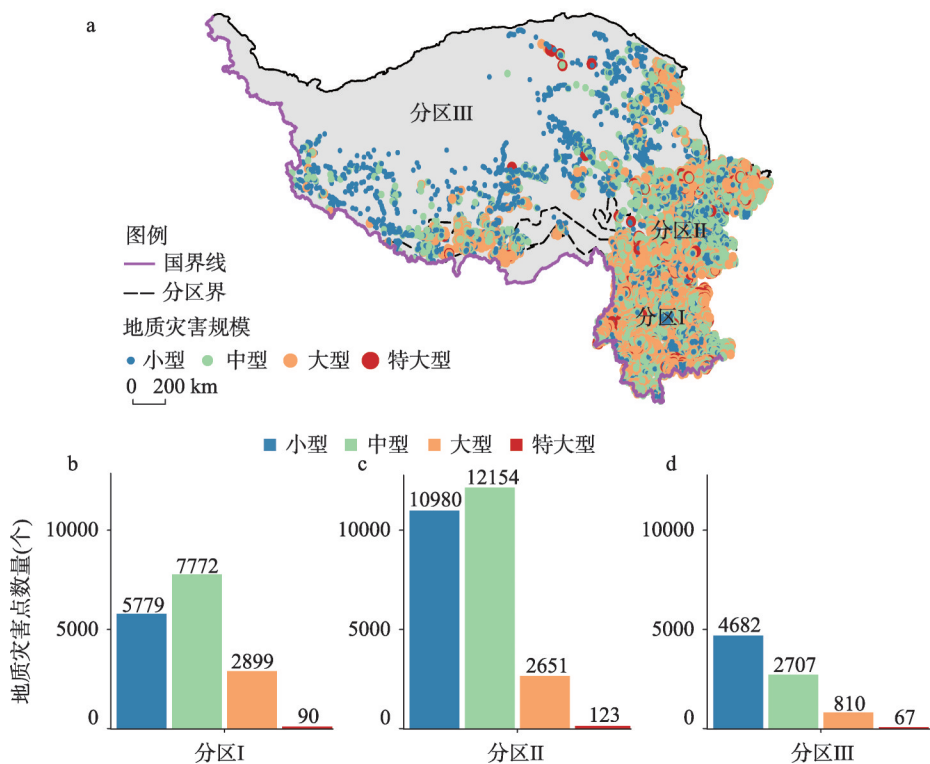 a
分区III
分区II
分区I
图例
国界线
分区界
地质灾害规模
小型 中型 大型 特大型
0 200 km
小型 中型 大型 特大型
b
地质灾害点数量(个)
10000
5000
0
5779
7772
2899
90
分区I
c
10000
5000
0
10980
12154
2651
123
分区II
d
10000
5000
0
4682
2707
810
67
分区III